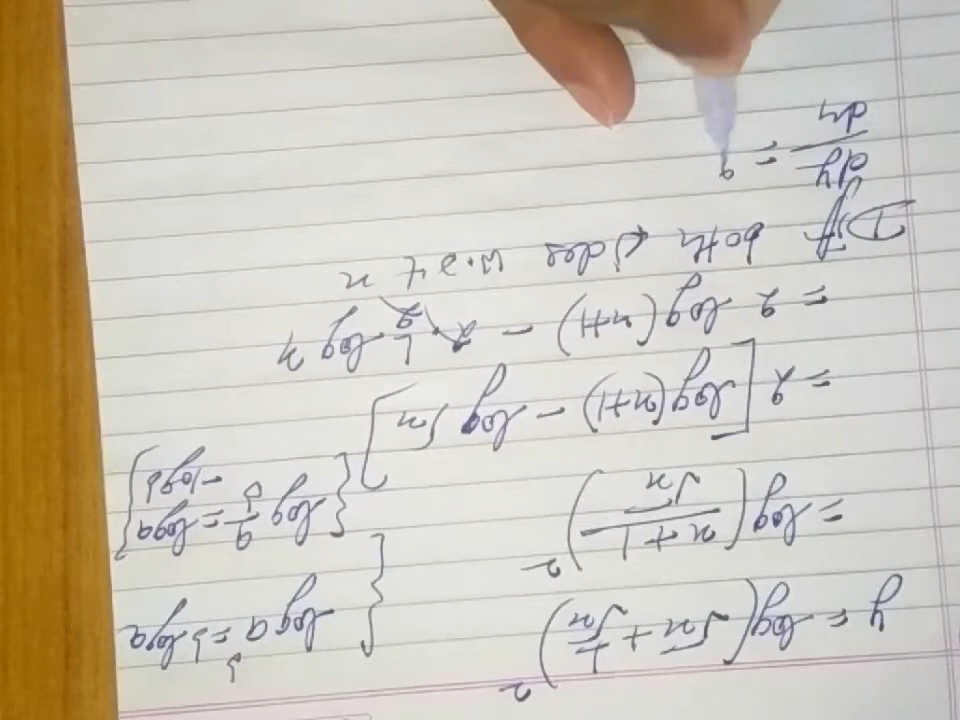 y = log(√x + 1/√x)² {log aᵇ = b log a
= log(x+1/√x)²
{log a/b = log a - log b}
= 2[log(x+1) - log √x]
= 2 log(x+1) - 2·1/2 log x
Diff both sides w.r.t x
dy/dx = 2